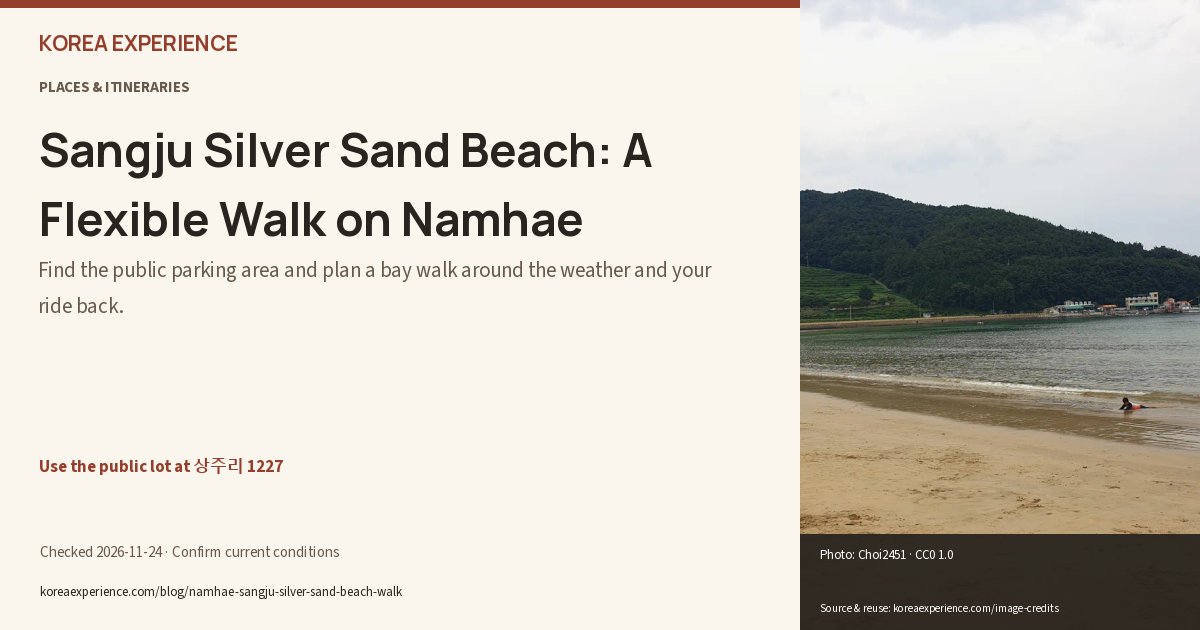 KOREA EXPERIENCE
PLACES & ITINERARIES
Sangju Silver Sand Beach: A
Flexible Walk on Namhae
Find the public parking area and plan a bay walk around the weather and your
ride back.
Use the public lot at 상주리 1227
Checked 2026-11-24 · Confirm current conditions
koreaexperience.com/blog/namhae-sangju-silver-sand-beach-walk
Photo: Choi2451 · CC0 1.0
Source & reuse: koreaexperience.com/image-credits